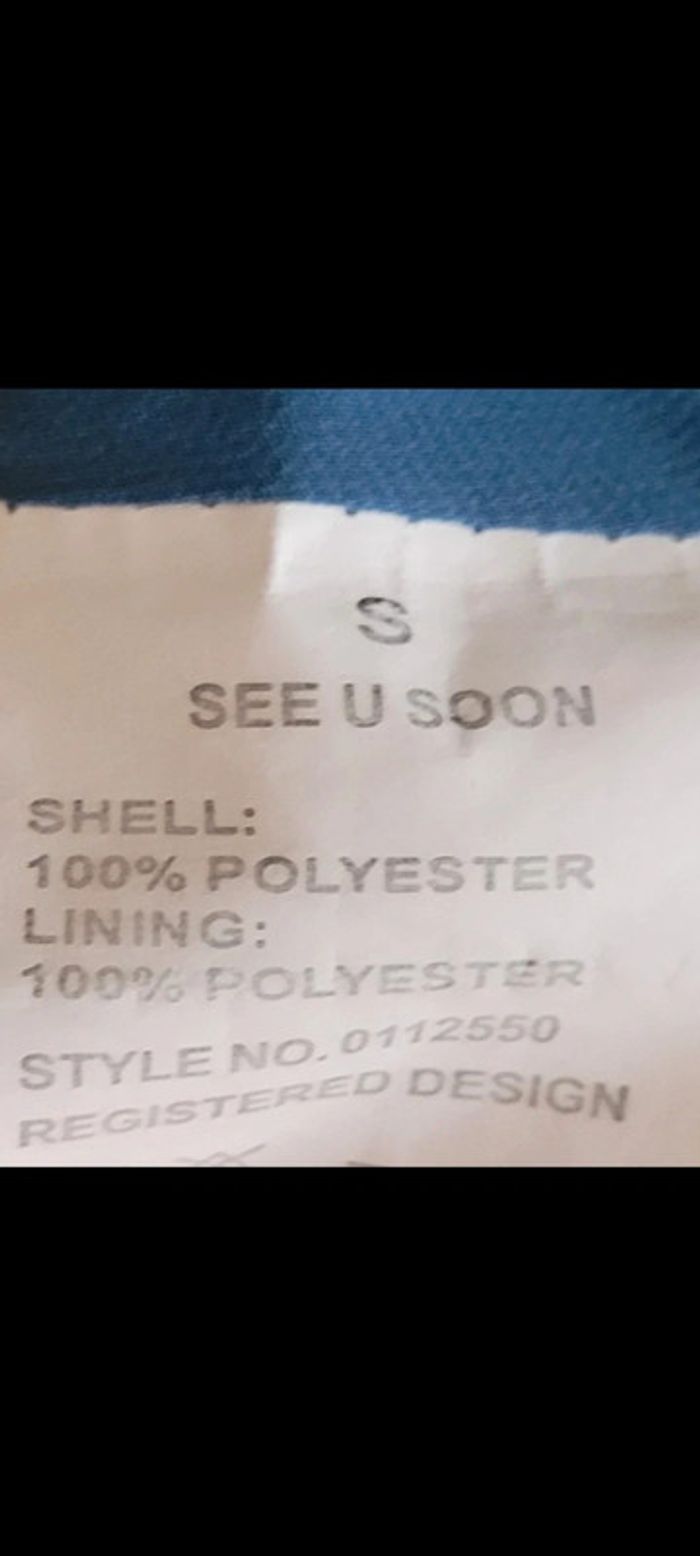 S
SEE U SOON
SHELL:
100% POLYESTER
LINING:
100% POLYESTER
STYLE NO. 0112550
REGISTERED DESIGN